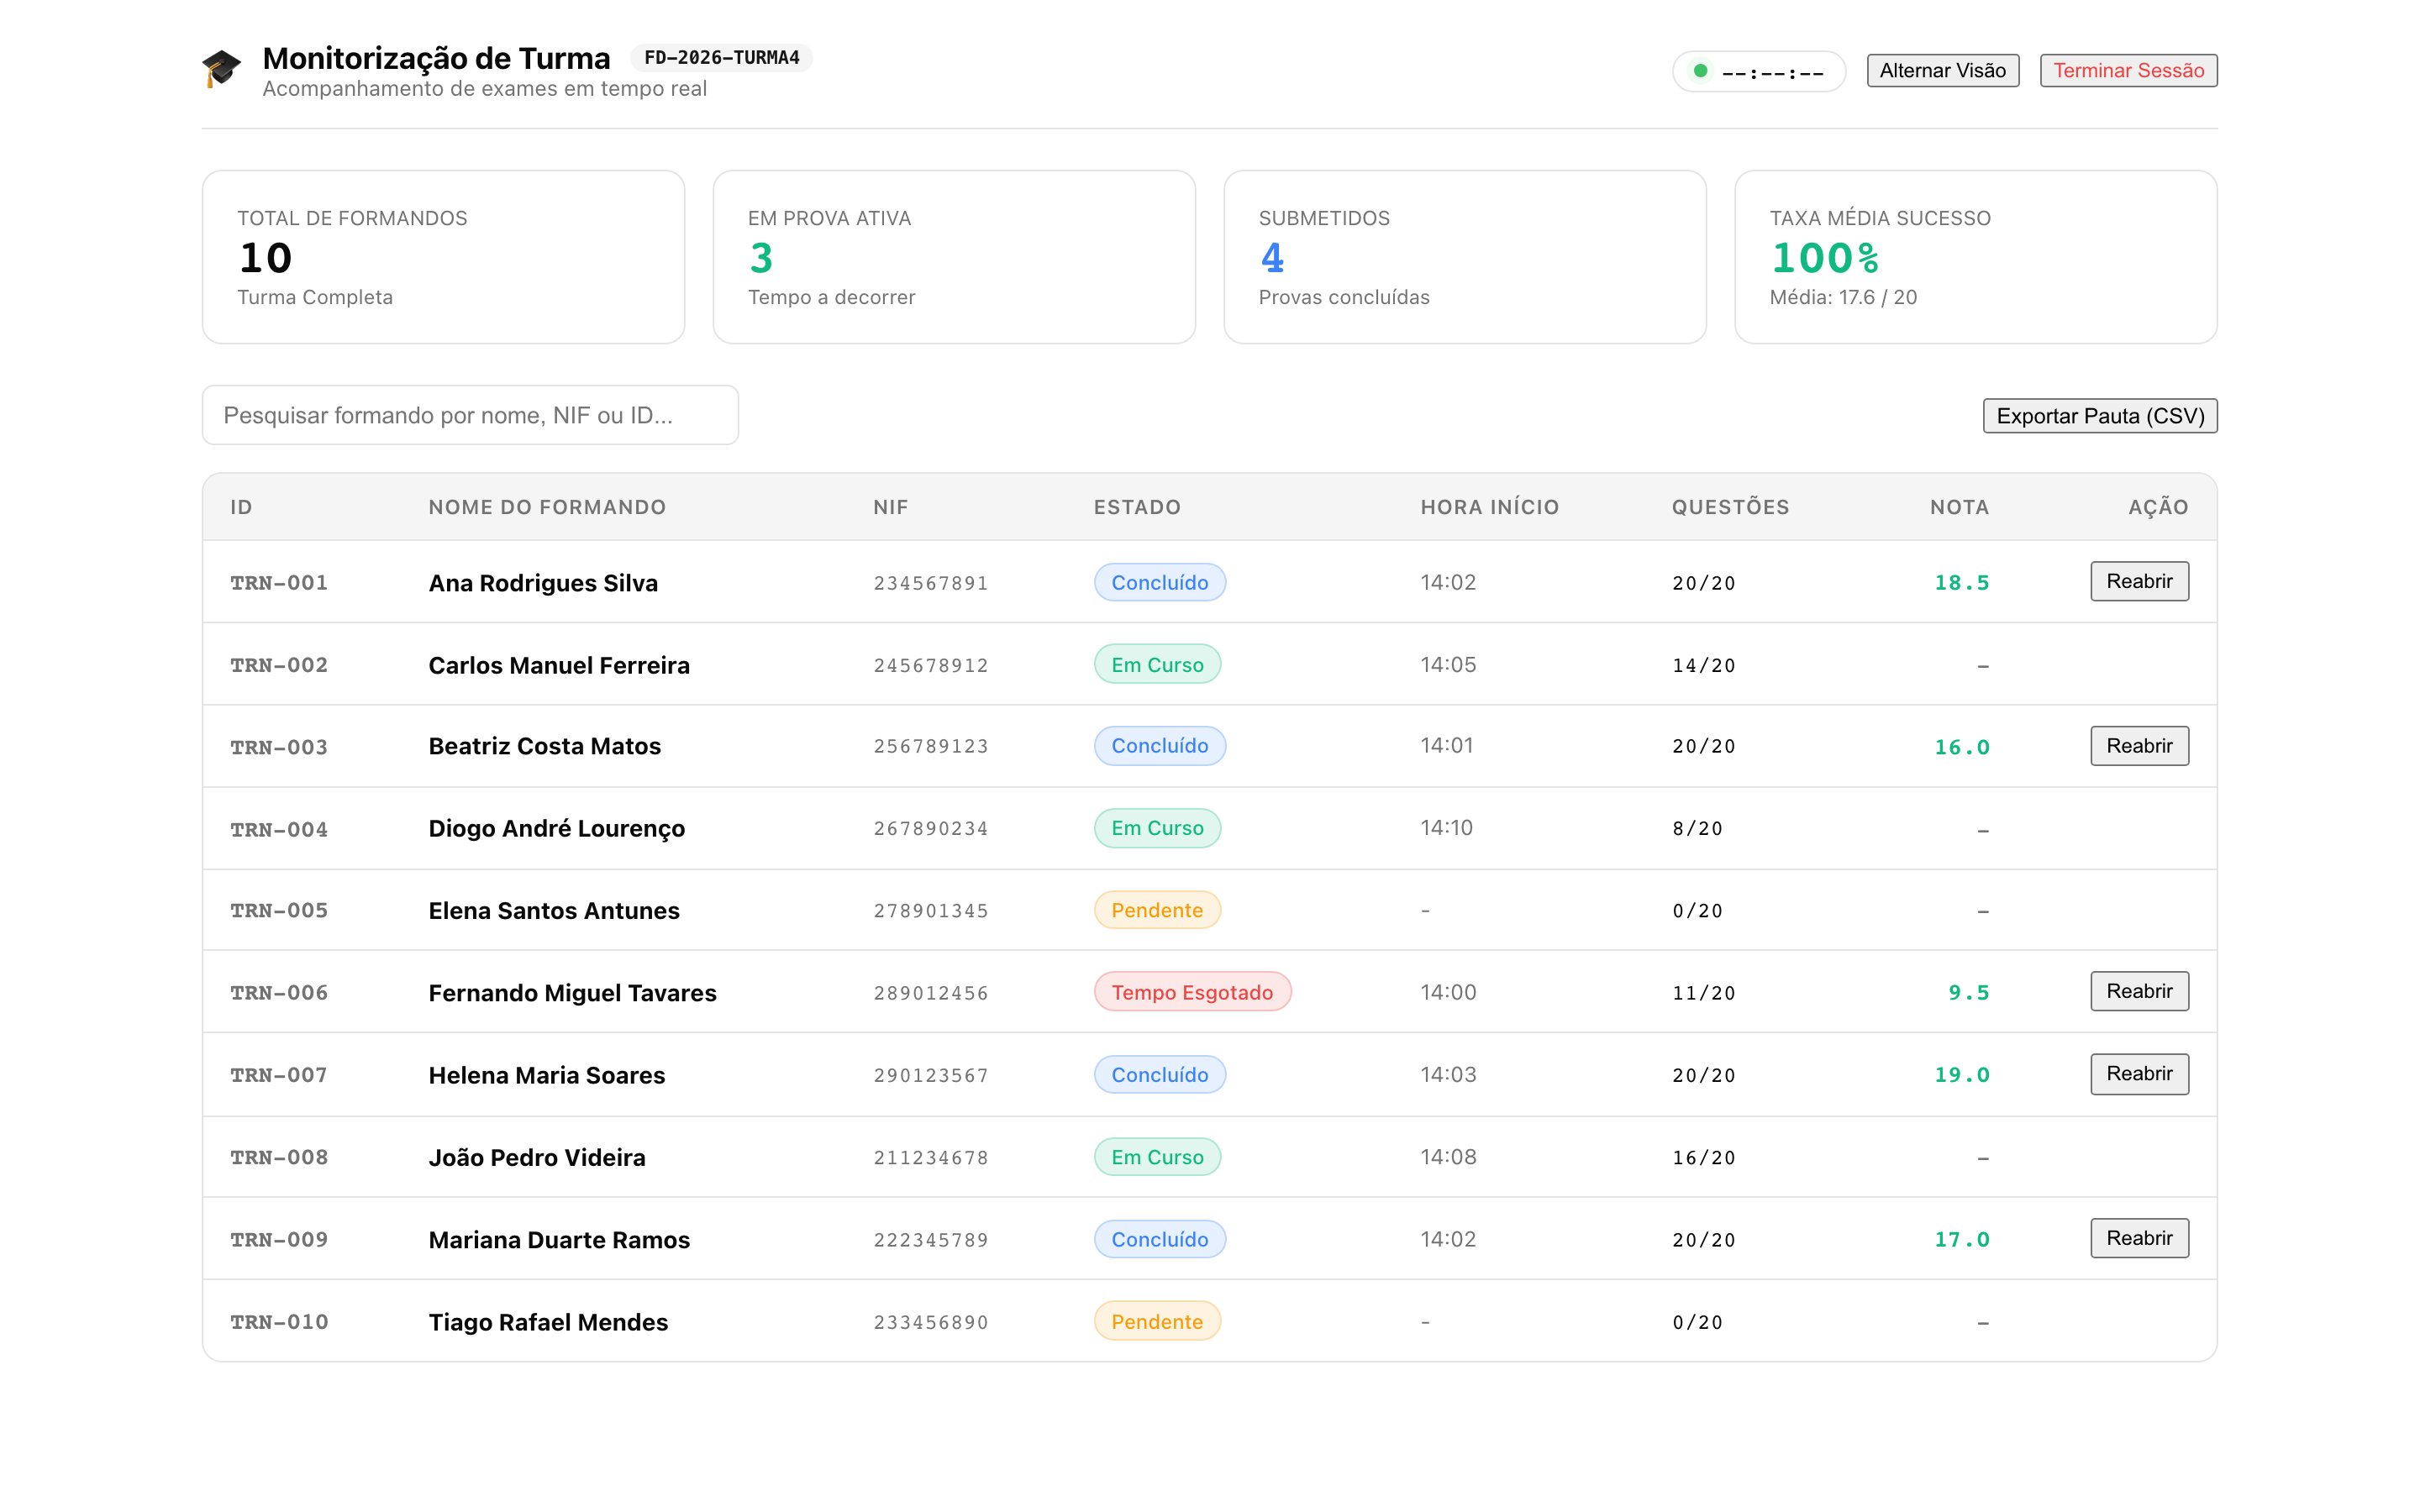 Monitorização de Turma FD-2026-TURMA4
Acompanhamento de exames em tempo real
--:--:-- Alternar Visão Terminar Sessão
TOTAL DE FORMANDOS
10
Turma Completa
EM PROVA ATIVA
3
Tempo a decorrer
SUBMETIDOS
4
Provas concluídas
TAXA MÉDIA SUCESSO
100%
Média: 17.6 / 20
Pesquisar formando por nome, NIF ou ID...
Exportar Pauta (CSV)
ID NOME DO FORMANDO NIF ESTADO HORA INÍCIO QUESTÕES NOTA AÇÃO
TRN-001 Ana Rodrigues Silva 234567891 Concluído 14:02 20/20 18.5 Reabrir
TRN-002 Carlos Manuel Ferreira 245678912 Em Curso 14:05 14/20 –
TRN-003 Beatriz Costa Matos 256789123 Concluído 14:01 20/20 16.0 Reabrir
TRN-004 Diogo André Lourenço 267890234 Em Curso 14:10 8/20 –
TRN-005 Elena Santos Antunes 278901345 Pendente - 0/20 –
TRN-006 Fernando Miguel Tavares 289012456 Tempo Esgotado 14:00 11/20 9.5 Reabrir
TRN-007 Helena Maria Soares 290123567 Concluído 14:03 20/20 19.0 Reabrir
TRN-008 João Pedro Videira 211234678 Em Curso 14:08 16/20 –
TRN-009 Mariana Duarte Ramos 222345789 Concluído 14:02 20/20 17.0 Reabrir
TRN-010 Tiago Rafael Mendes 233456890 Pendente - 0/20 –